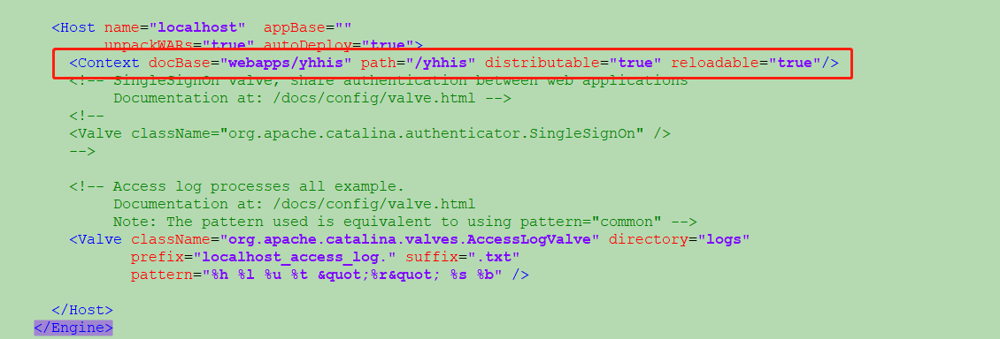 <Host name="localhost"  appBase=""
unpackWARs="true" autoDeploy="true">
<Context docBase="webapps/yhhis" path="/yhhis" distributable="true" reloadable="true"/>
<!-- SingleSignOn valve, share authentication between web applications
Documentation at: /docs/config/valve.html -->
<!--
<Valve className="org.apache.catalina.authenticator.SingleSignOn" />
-->
<!-- Access log processes all example.
Documentation at: /docs/config/valve.html
Note: The pattern used is equivalent to using pattern="common" -->
<Valve className="org.apache.catalina.valves.AccessLogValve" directory="logs"
prefix="localhost_access_log." suffix=".txt"
pattern="%h %l %u %t &quot;%r&quot; %s %b" />
</Host>
</Engine>